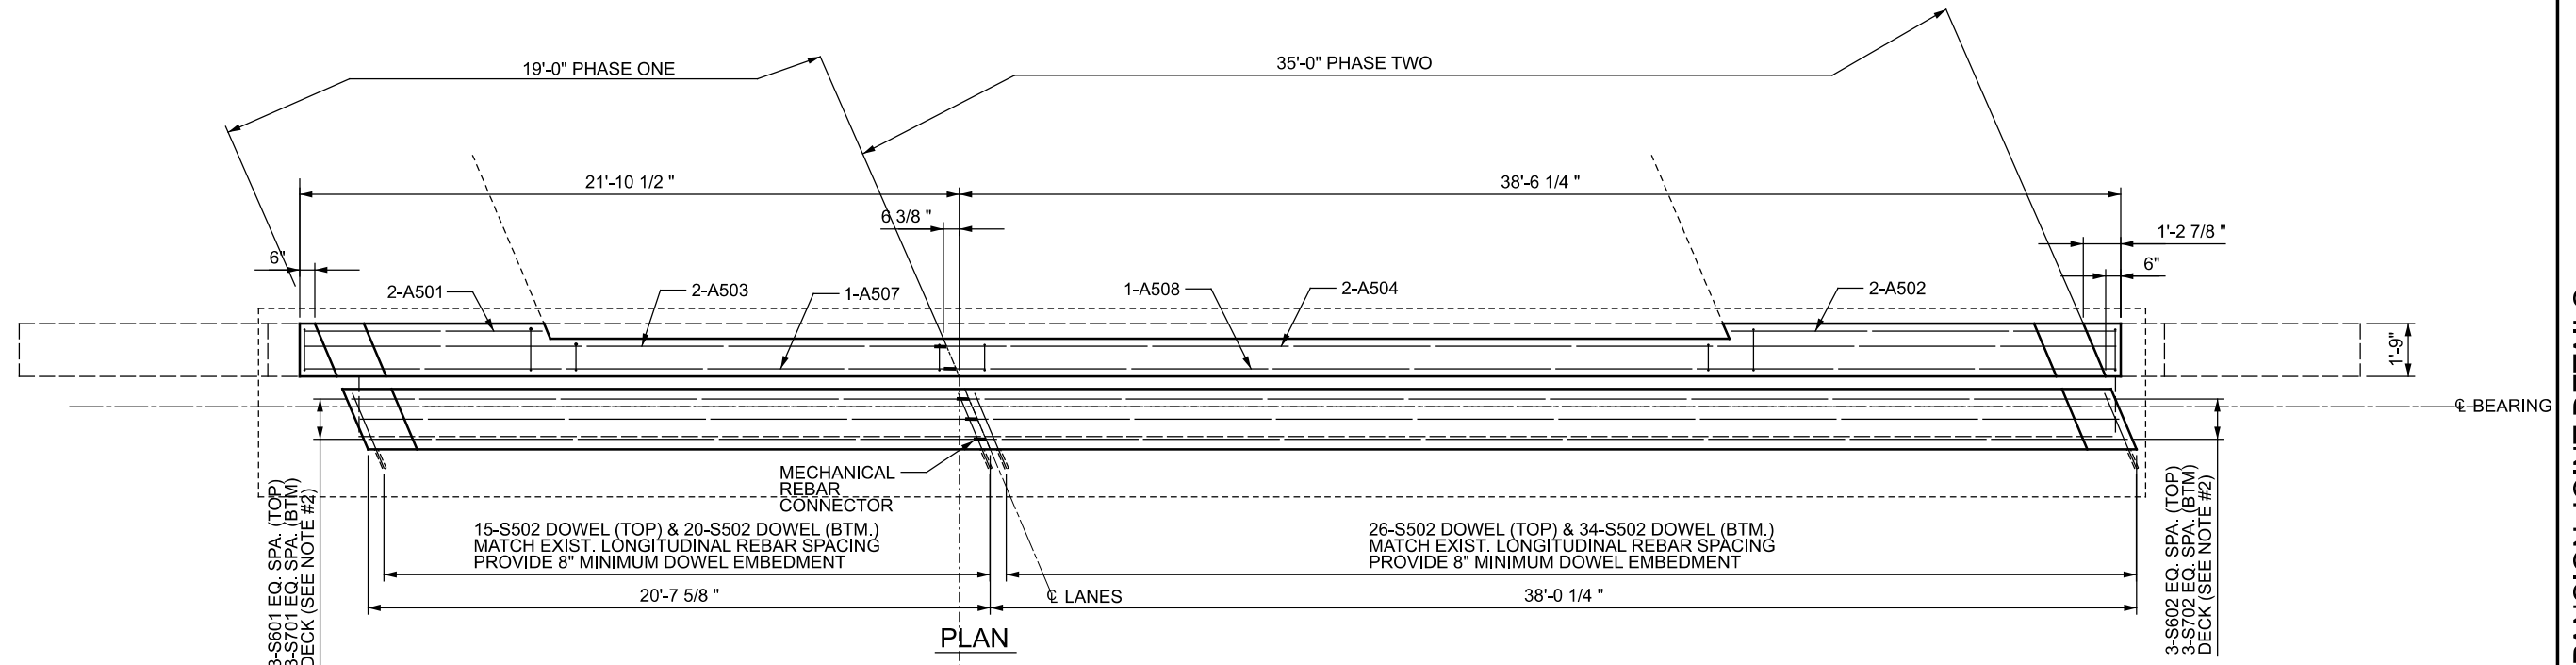 19'-0" PHASE ONE
35'-0" PHASE TWO
21'-10 1/2 "
38'-6 1/4 "
6 3/8 "
1'-2 7/8 "
6"
6"
2-A501
2-A503
1-A507
1-A508
2-A504
2-A502
1'-9"
℄ BEARING
MECHANICAL
REBAR
CONNECTOR
15-S502 DOWEL (TOP) & 20-S502 DOWEL (BTM.)
MATCH EXIST. LONGITUDINAL REBAR SPACING
PROVIDE 8" MINIMUM DOWEL EMBEDMENT
26-S502 DOWEL (TOP) & 34-S502 DOWEL (BTM.)
MATCH EXIST. LONGITUDINAL REBAR SPACING
PROVIDE 8" MINIMUM DOWEL EMBEDMENT
3-S601 EQ. SPA. (TOP)
3-S701 EQ. SPA. (BTM)
DECK (SEE NOTE #2)
3-S602 EQ. SPA. (TOP)
3-S702 EQ. SPA. (BTM)
DECK (SEE NOTE #2)
20'-7 5/8 "
℄ LANES
38'-0 1/4 "
PLAN